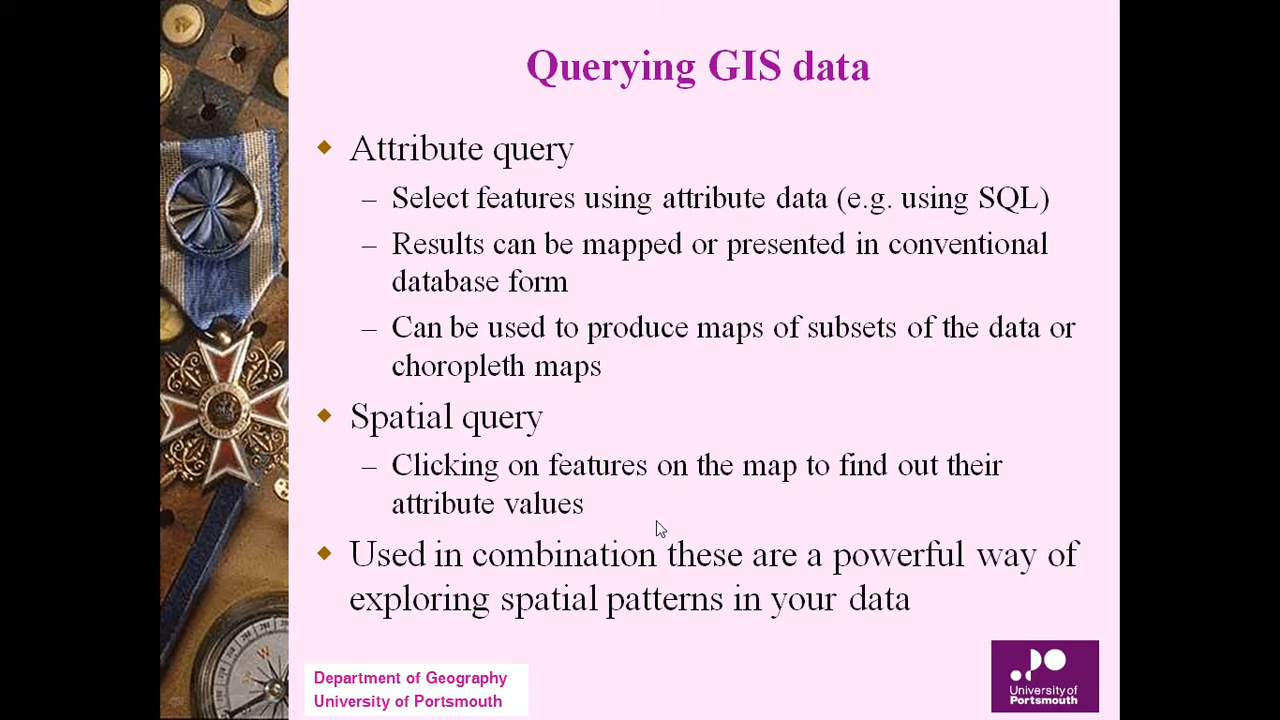 Querying GIS data
Attribute query
– Select features using attribute data (e.g. using SQL)
– Results can be mapped or presented in conventional
database form
– Can be used to produce maps of subsets of the data or
choropleth maps
Spatial query
– Clicking on features on the map to find out their
attribute values
Used in combination these are a powerful way of
exploring spatial patterns in your data
Department of Geography
University of Portsmouth
University of
Portsmouth